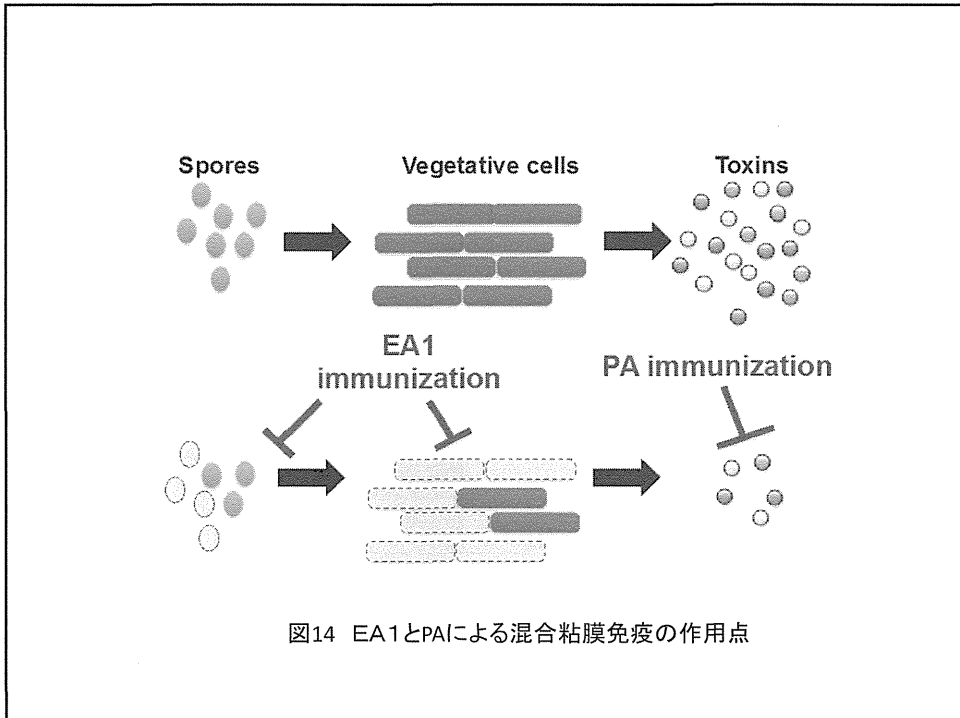 Spores
Vegetative cells
Toxins
EA1
immunization
PA immunization
図14 EA1とPAによる混合粘膜免疫の作用点